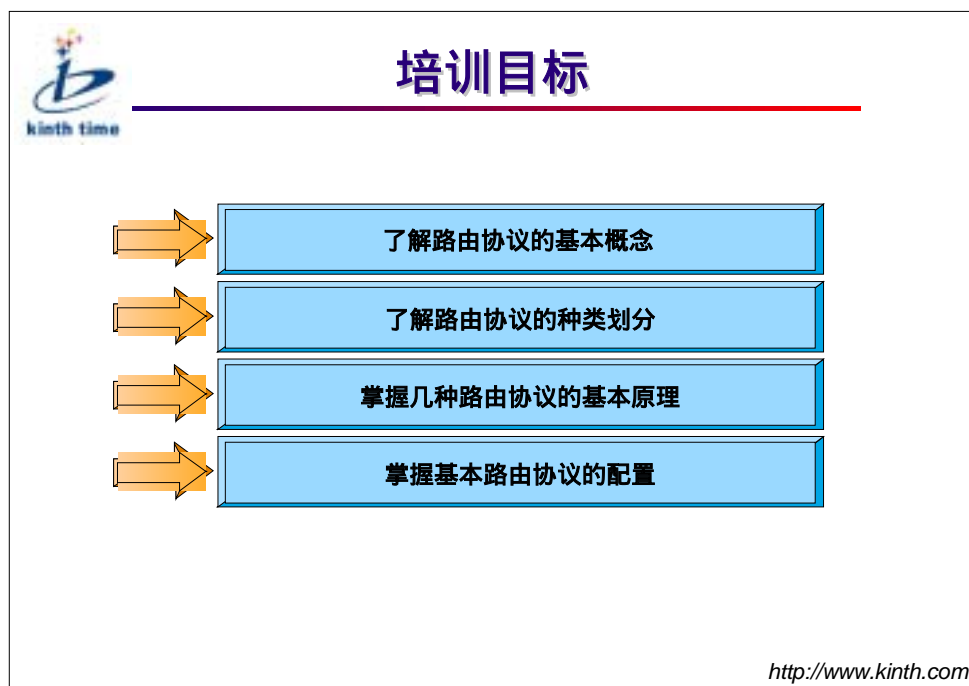 培训目标
kinth time
了解路由协议的基本概念
了解路由协议的种类划分
掌握几种路由协议的基本原理
掌握基本路由协议的配置
http://www.kinth.com